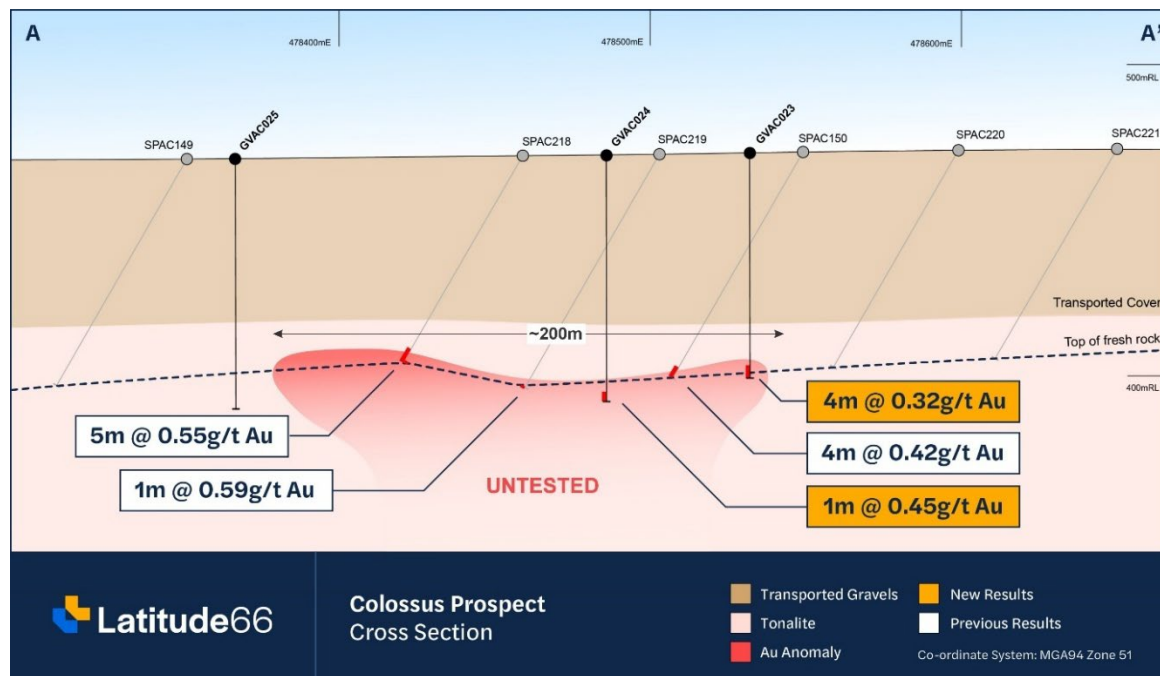 A
478400mE
478500mE
478600mE
A'
500mRL
SPAC149
GVAC025
SPAC218
GVAC024
SPAC219
GVAC023
SPAC150
SPAC220
SPAC221
Transported Cover
~200m
Top of fresh rock
400mRL
4m @ 0.32g/t Au
5m @ 0.55g/t Au
4m @ 0.42g/t Au
1m @ 0.59g/t Au
UNTESTED
1m @ 0.45g/t Au
Latitude66
Colossus Prospect
Cross Section
Transported Gravels
Tonalite
Au Anomaly
New Results
Previous Results
Co-ordinate System: MGA94 Zone 51